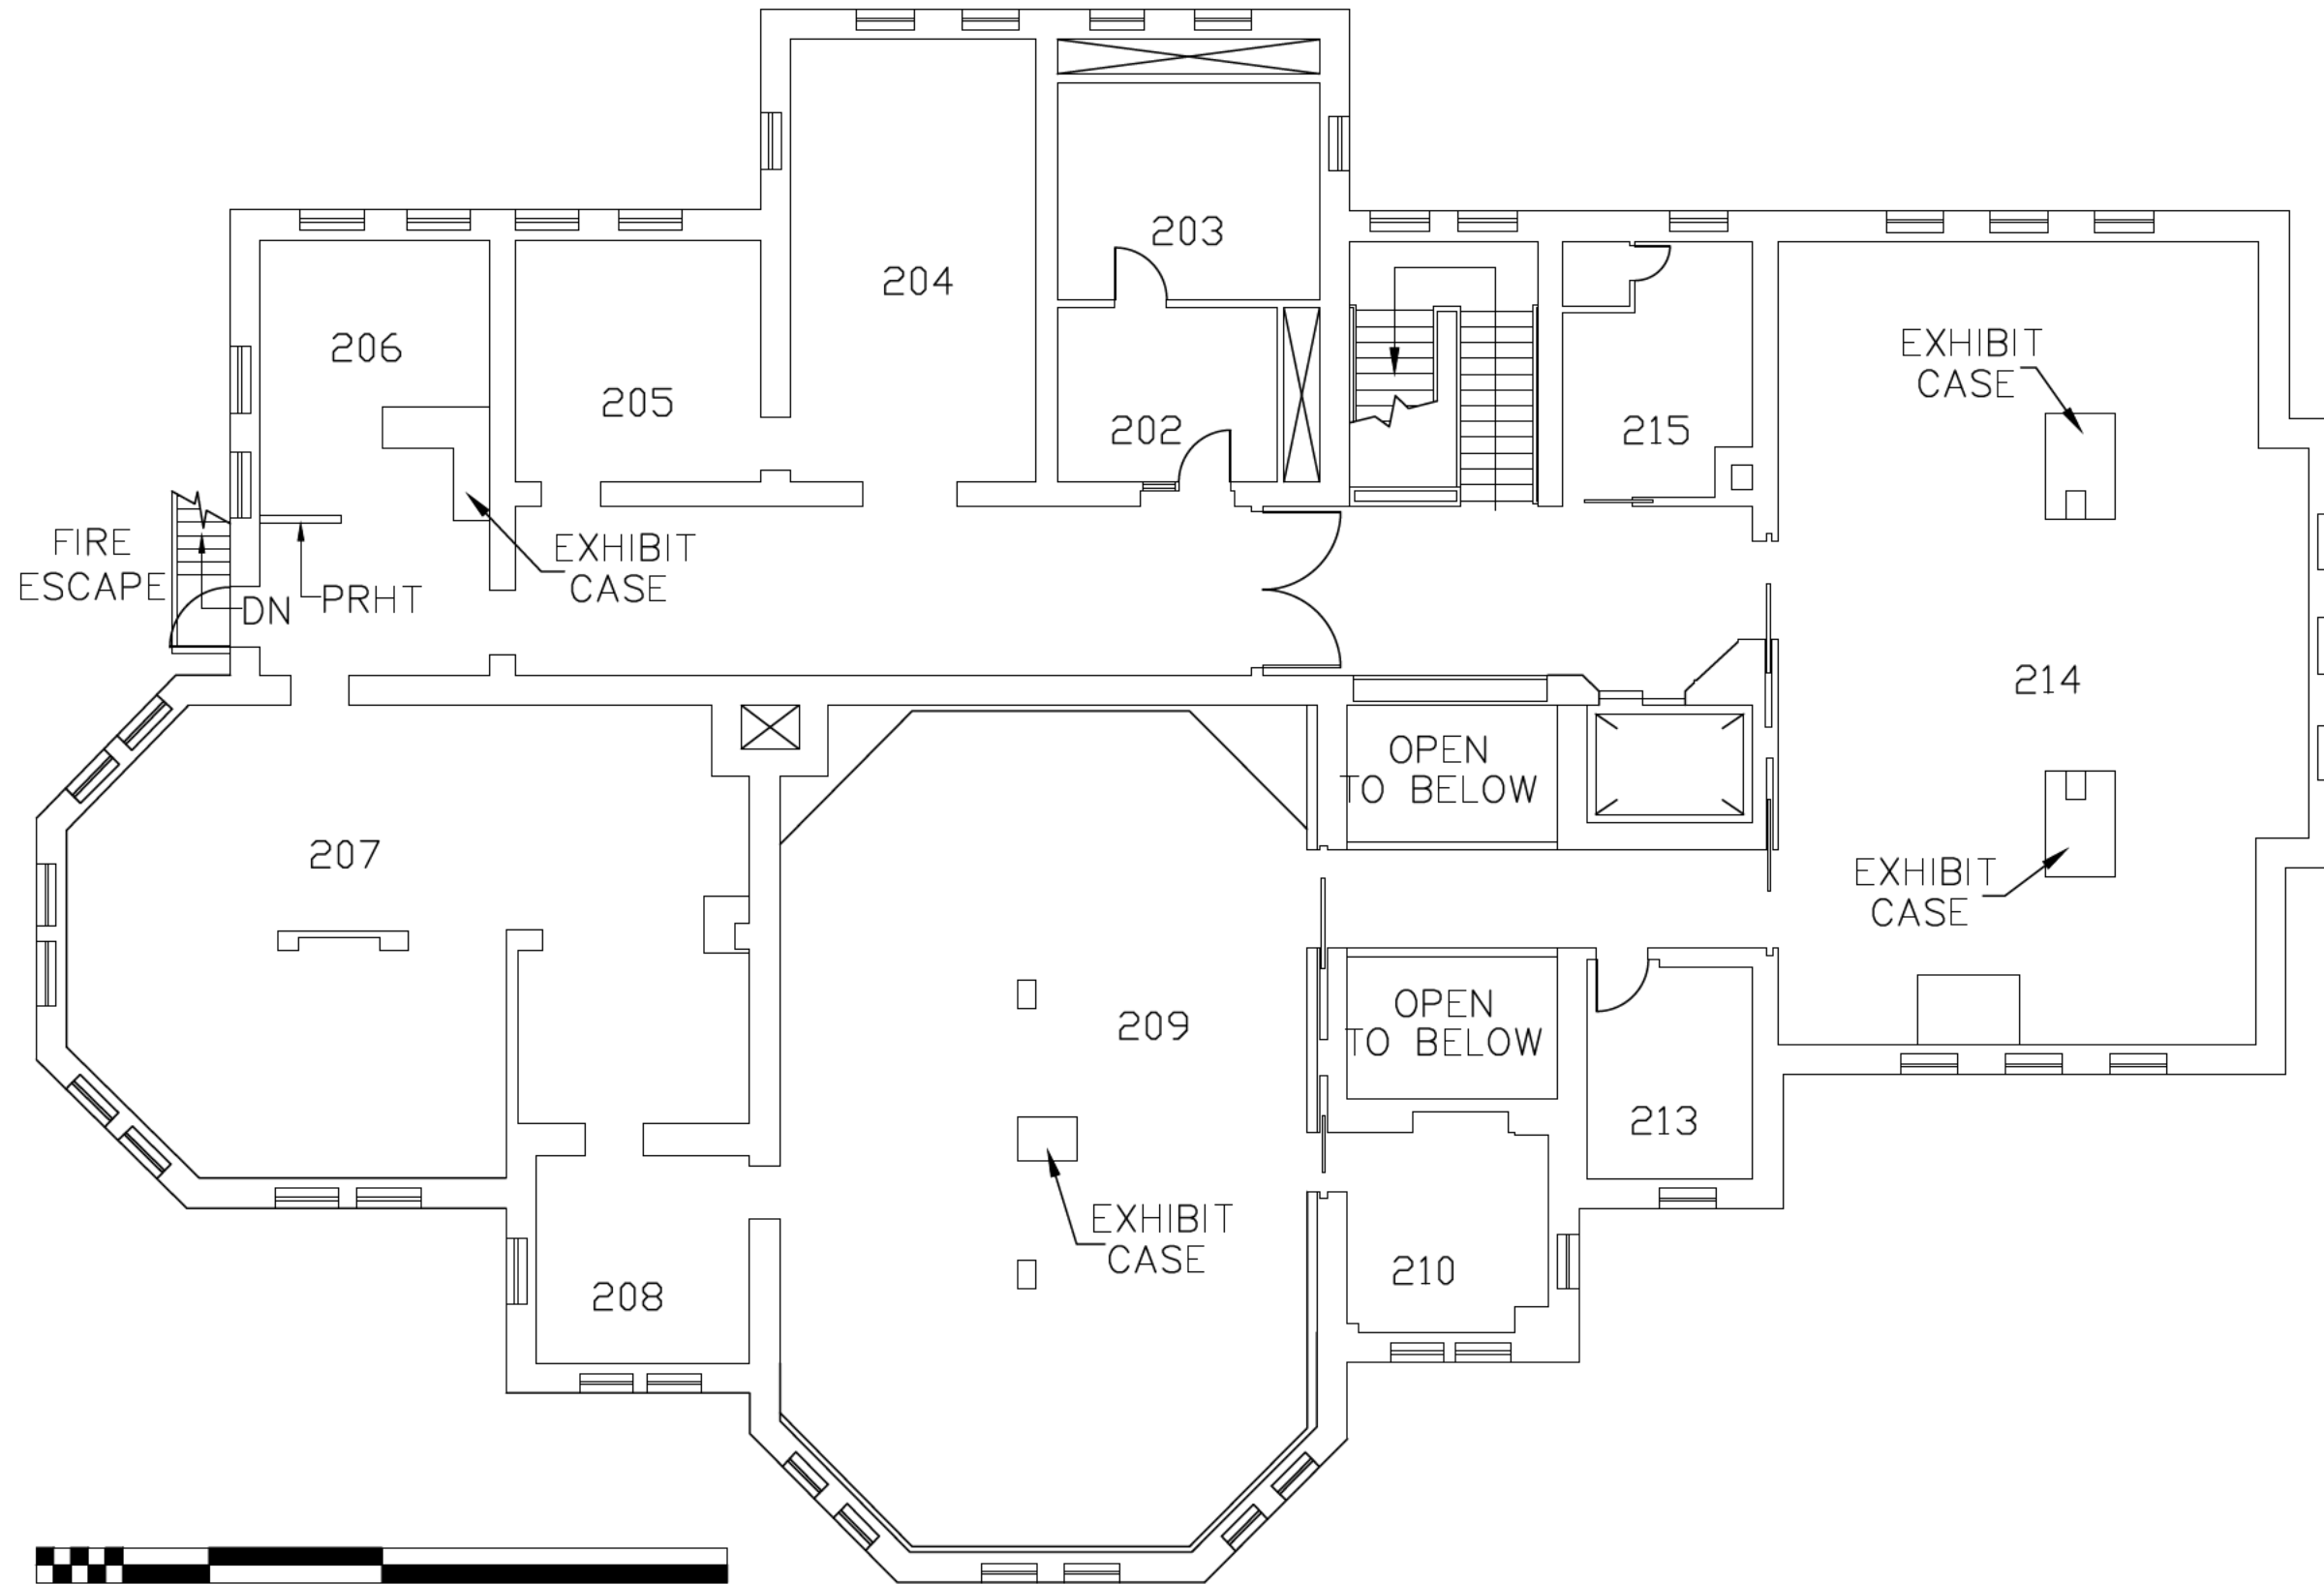 203
204
206
EXHIBIT
CASE
205
202
215
FIRE
ESCAPE
DN
PRHT
EXHIBIT
CASE
214
OPEN
TO BELOW
207
EXHIBIT
CASE
209
OPEN
TO BELOW
213
EXHIBIT
CASE
210
208